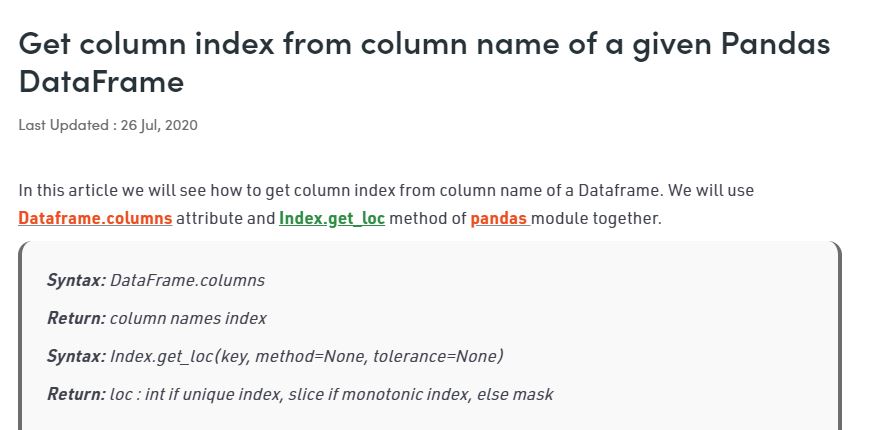 Get column index from column name of a given Pandas
DataFrame
Last Updated : 26 Jul, 2020
In this article we will see how to get column index from column name of a Dataframe. We will use
Dataframe.columns attribute and Index.get_loc method of pandas module together.
Syntax: DataFrame.columns
Return: column names index
Syntax: Index.get_loc(key, method=None, tolerance=None)
Return: loc : int if unique index, slice if monotonic index, else mask